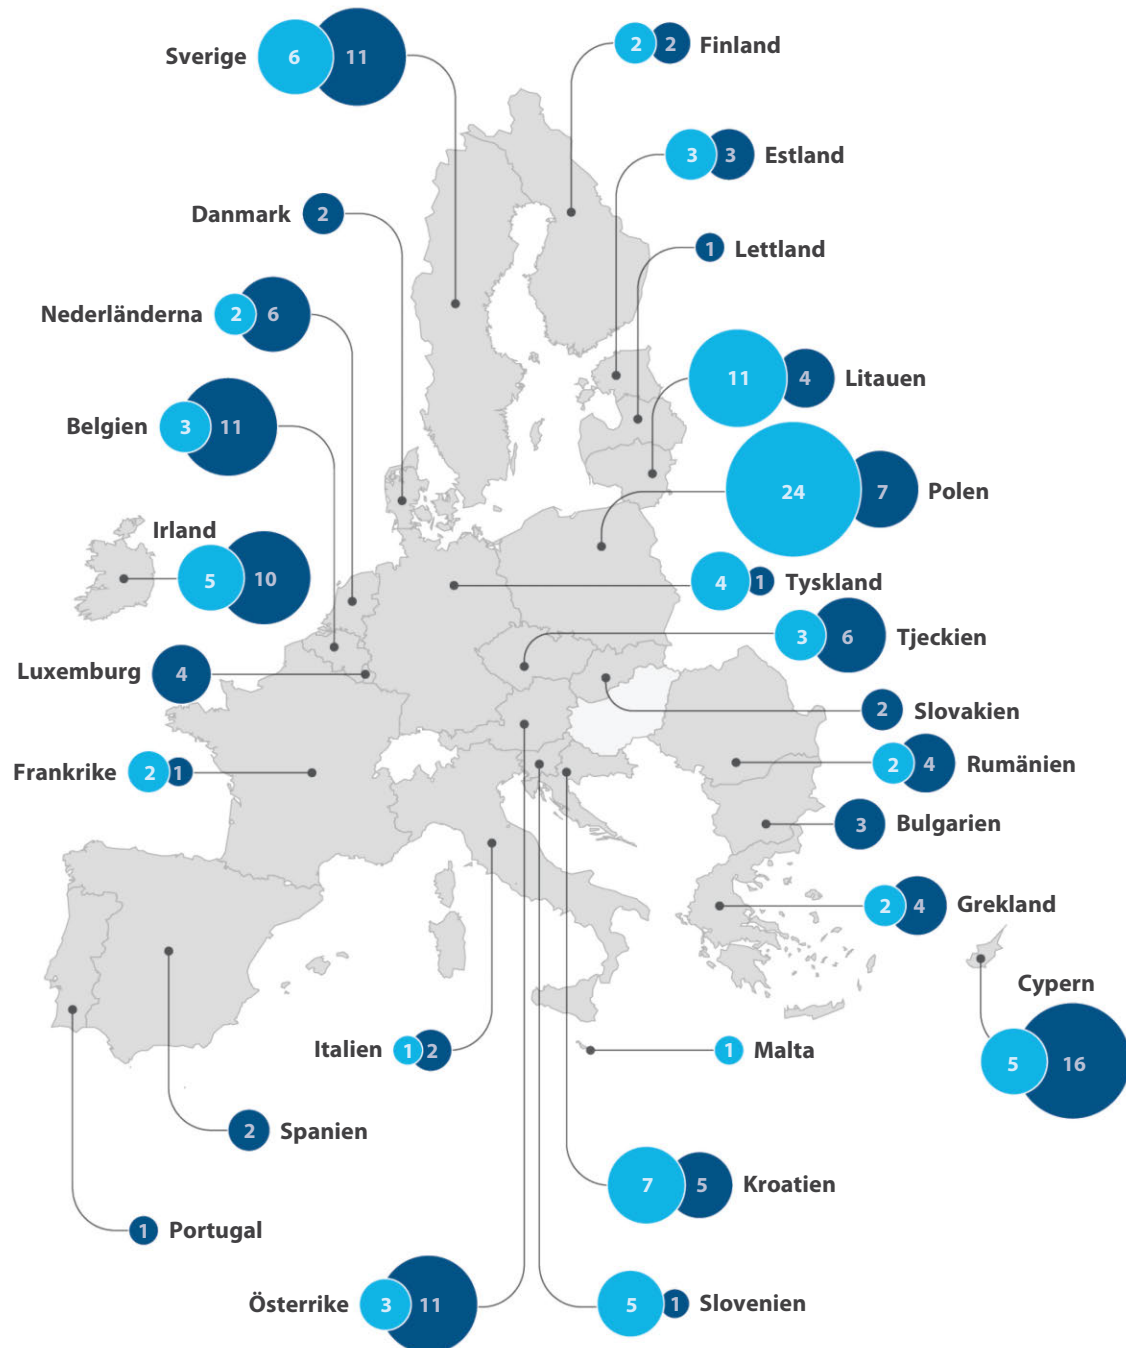 Sverige 6 11
2 2 Finland
3 3 Estland
Danmark 2
1 Lettland
Nederländerna 2 6
11 4 Litauen
Belgien 3 11
24 7 Polen
Irland
5 10
4 1 Tyskland
3 6 Tjeckien
Luxemburg 4
2 Slovakien
Frankrike 2 1
2 4 Rumänien
3 Bulgarien
2 4 Grekland
Cypern
5 16
Italien 1 2
1 Malta
2 Spanien
7 5 Kroatien
1 Portugal
Österrike 3 11
5 1 Slovenien